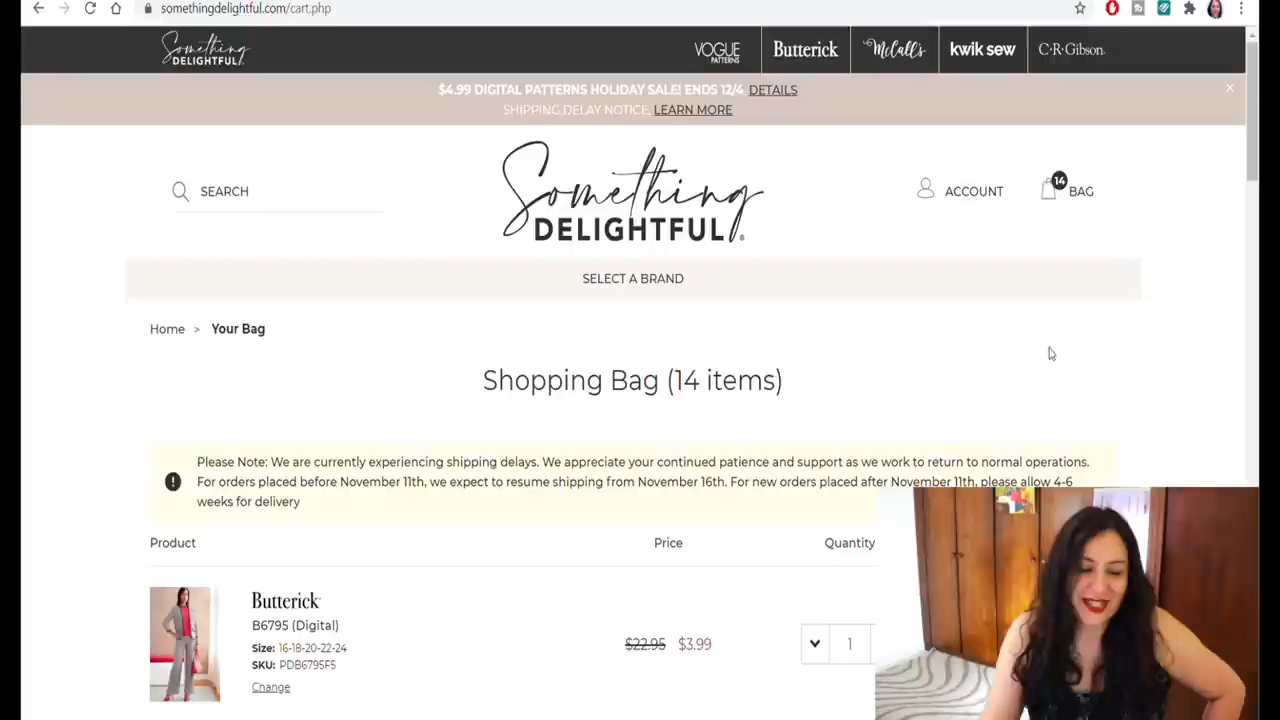 somethingdelightful.com/cart.php
Something
DELIGHTFUL
VOGUE
PATTERNS
Butterick
McCall's
kwik sew
C·R·Gibson
$4.99 DIGITAL PATTERNS HOLIDAY SALE! ENDS 12/4 DETAILS
SHIPPING DELAY NOTICE. LEARN MORE
SEARCH
Something
DELIGHTFUL
ACCOUNT
14
BAG
SELECT A BRAND
Home > Your Bag
Shopping Bag (14 items)
Please Note: We are currently experiencing shipping delays. We appreciate your continued patience and support as we work to return to normal operations.
For orders placed before November 11th, we expect to resume shipping from November 16th. For new orders placed after November 11th, please allow 4-6
weeks for delivery
Product Price Quantity
Butterick
B6795 (Digital)
Size: 16-18-20-22-24
SKU: PDB6795F5
Change
$22.95 $3.99
1